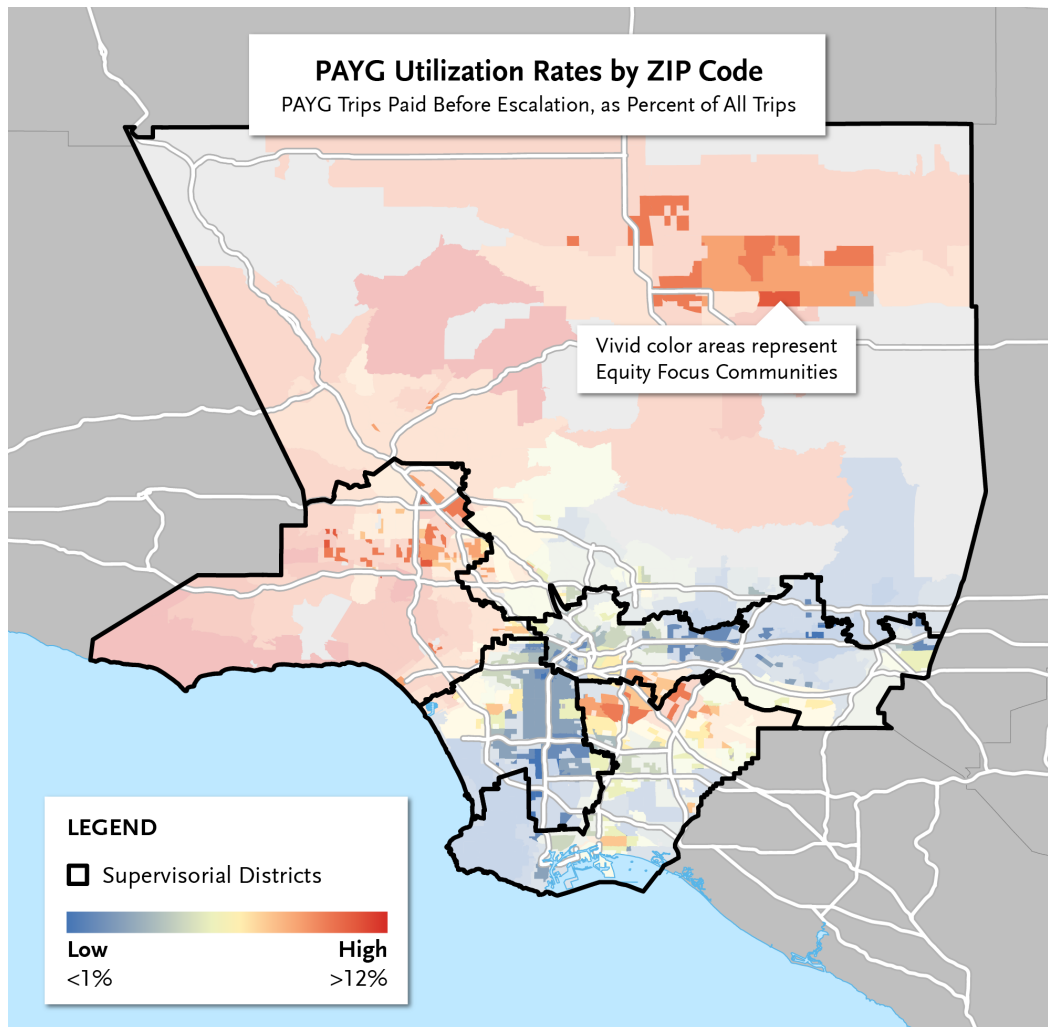 PAYG Utilization Rates by ZIP Code
PAYG Trips Paid Before Escalation, as Percent of All Trips
Vivid color areas represent
Equity Focus Communities
LEGEND
Supervisorial Districts
Low
High
<1%
>12%